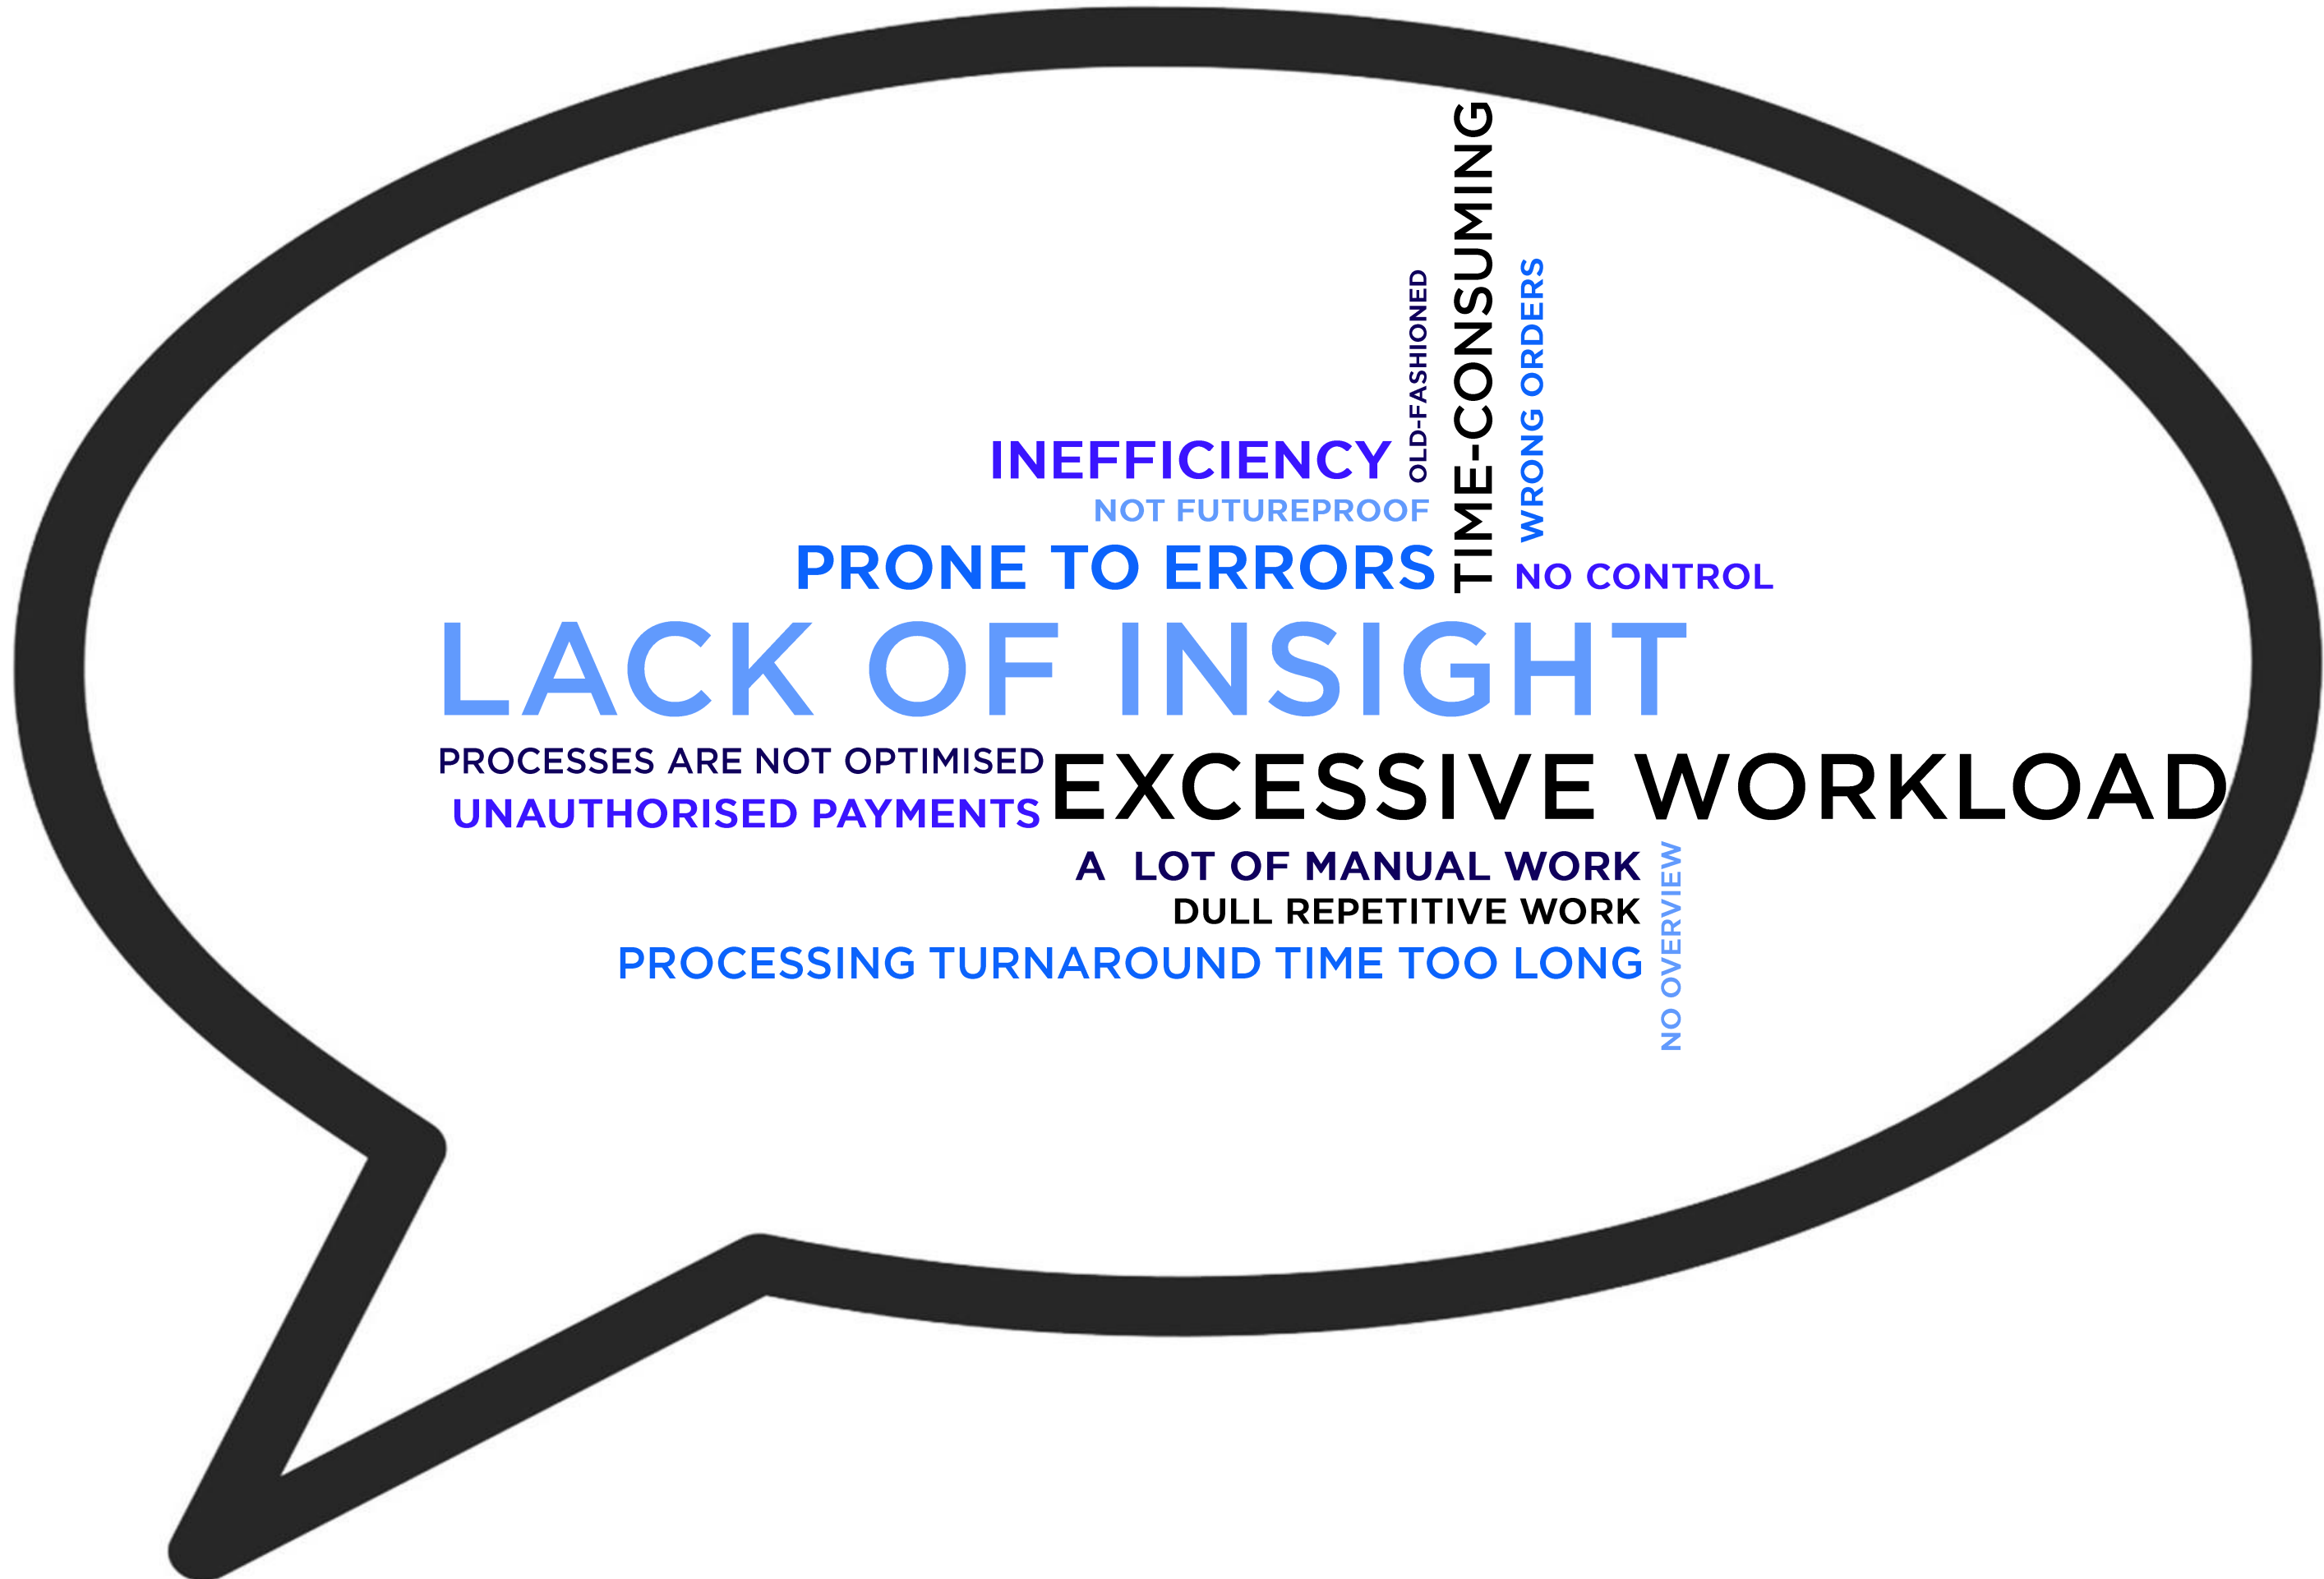 TIME-CONSUMING
OLD-FASHIONED
WRONG ORDERS
INEFFICIENCY
NOT FUTUREPROOF
PRONE TO ERRORS
NO CONTROL
LACK OF INSIGHT
PROCESSES ARE NOT OPTIMISED
EXCESSIVE WORKLOAD
UNAUTHORISED PAYMENTS
A LOT OF MANUAL WORK
DULL REPETITIVE WORK
PROCESSING TURNAROUND TIME TOO LONG
NO OVERVIEW